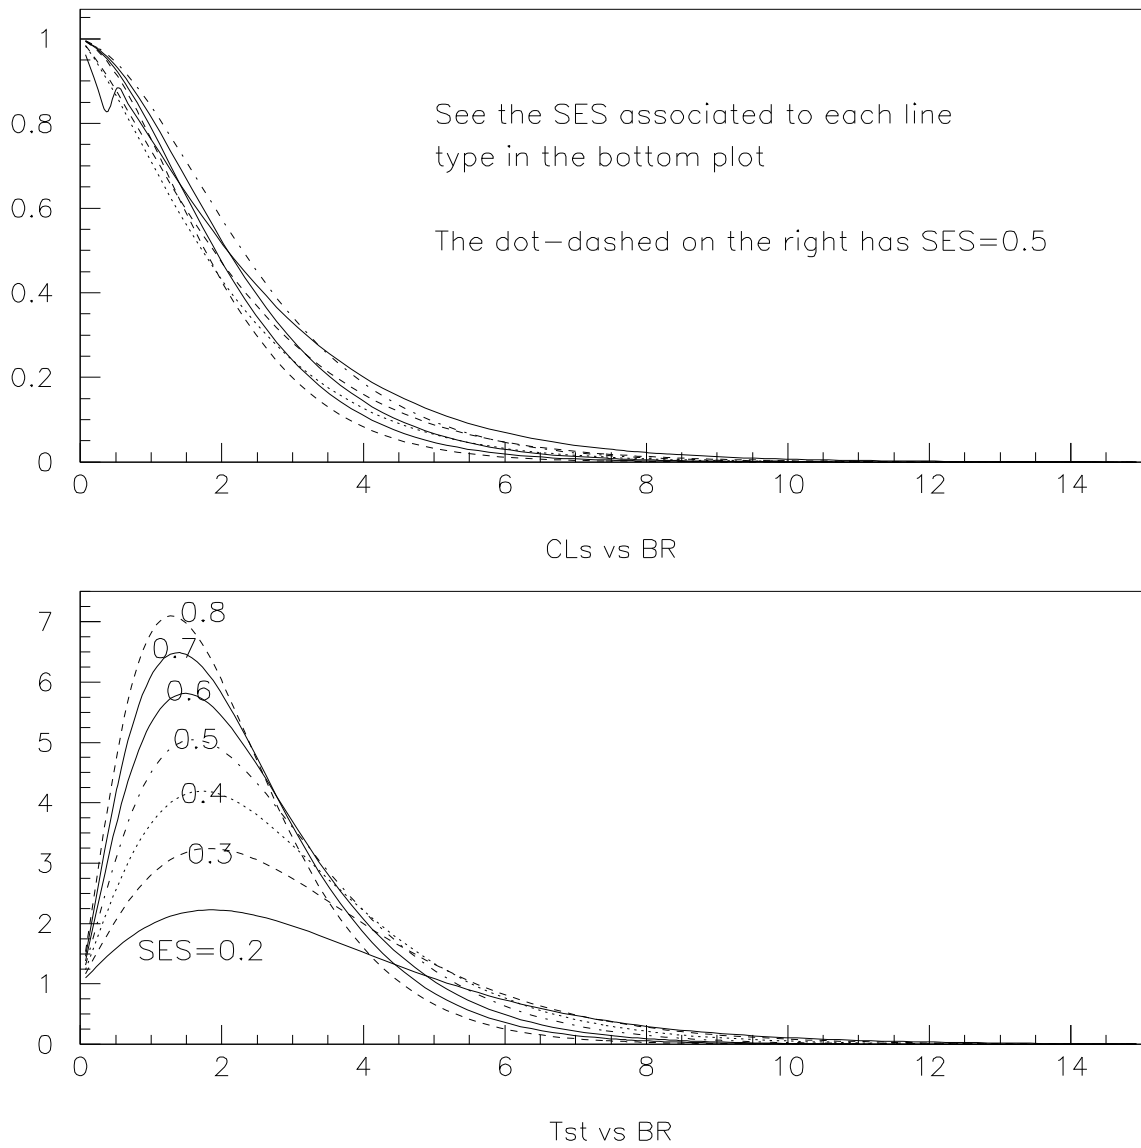 1
0.8
0.6
0.4
0.2
0
See the SES associated to each line
type in the bottom plot
The dot-dashed on the right has SES=0.5
0 2 4 6 8 10 12 14
CLs vs BR
7
6
5
4
3
2
1
0
0.8
0.7
0.6
0.5
0.4
0.3
SES=0.2
0 2 4 6 8 10 12 14
Tst vs BR